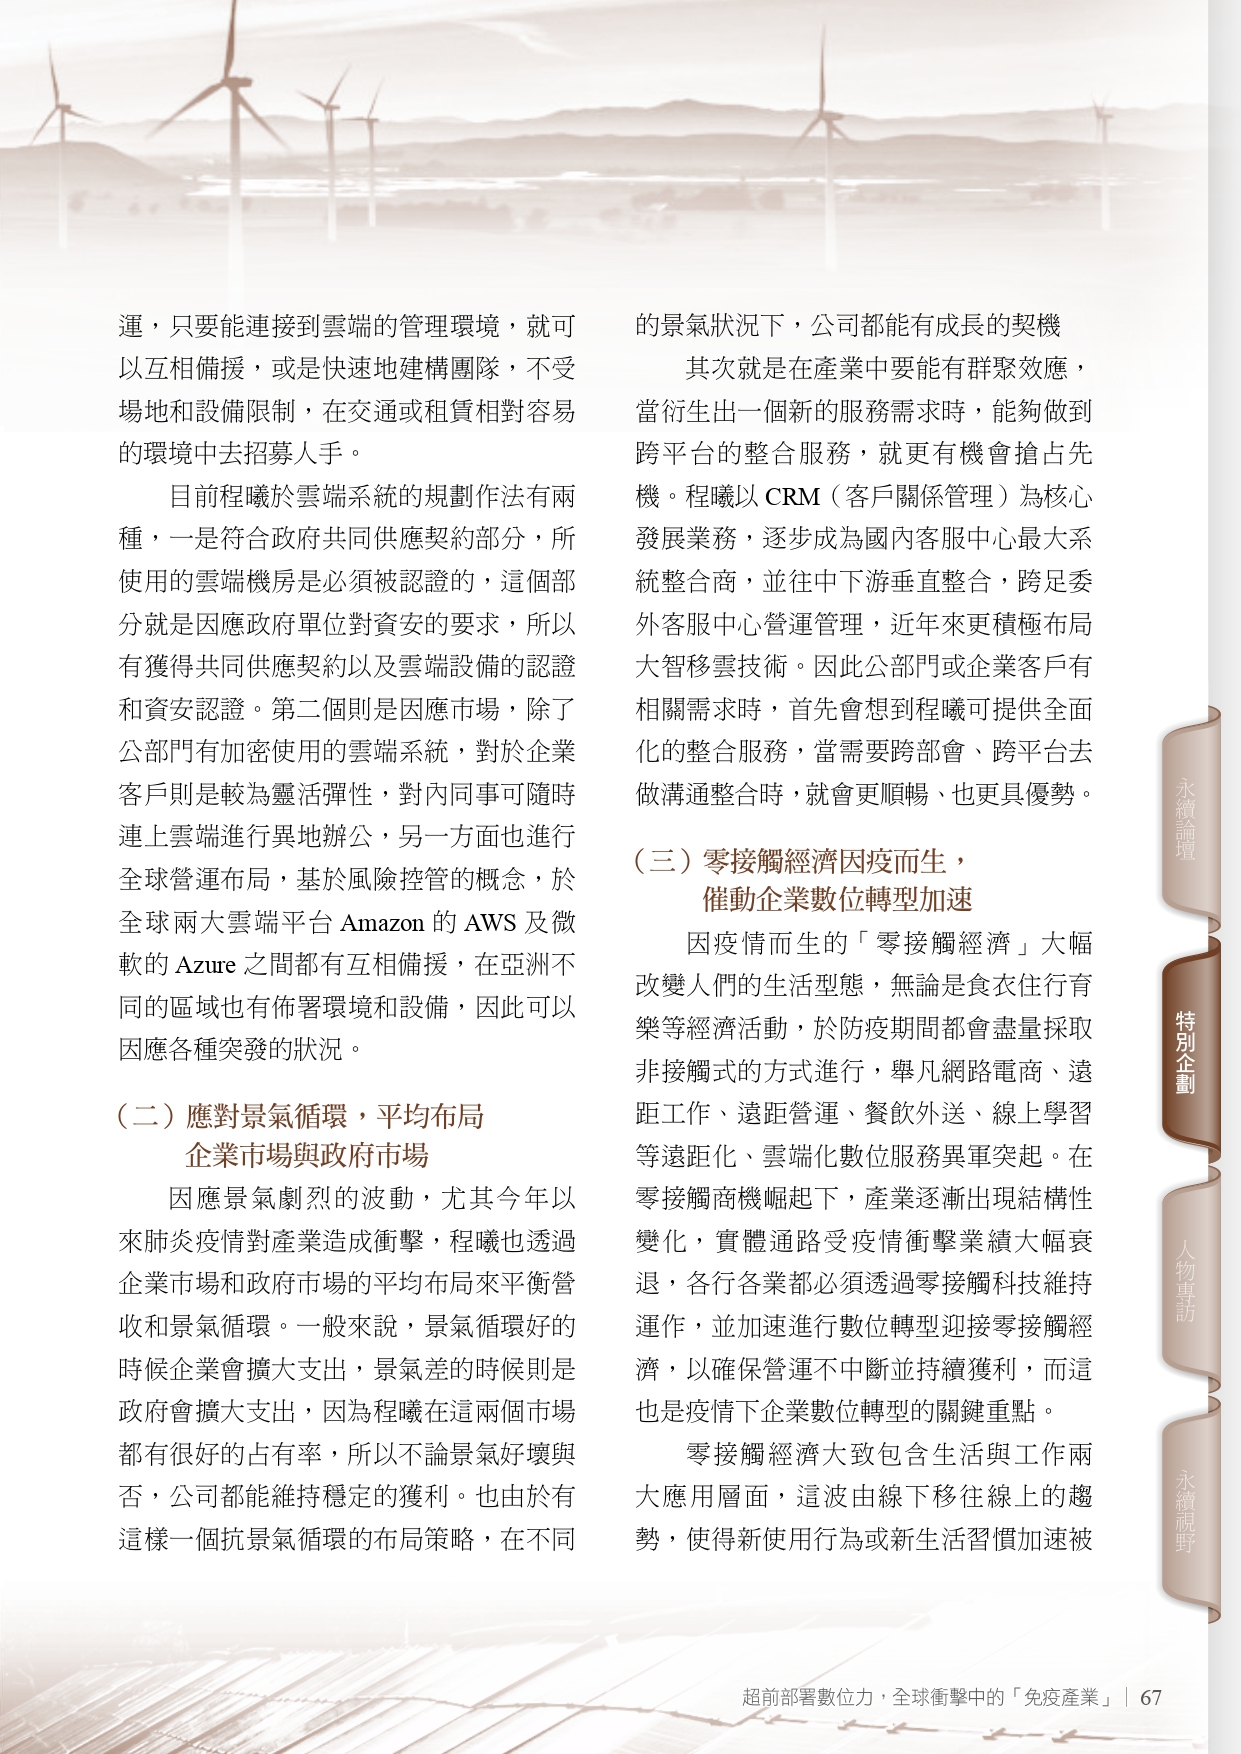 運，只要能連接到雲端的管理環境，就可
以互相備援，或是快速地建構團隊，不受
場地和設備限制，在交通或租賃相對容易
的環境中去招募人手。
目前程曦於雲端系統的規劃作法有兩
種，一是符合政府共同供應契約部分，所
使用的雲端機房是必須被認證的，這個部
分就是因應政府單位對資安的要求，所以
有獲得共同供應契約以及雲端設備的認證
和資安認證。第二個則是因應市場，除了
公部門有加密使用的雲端系統，對於企業
客戶則是較為靈活彈性，對內同事可隨時
連上雲端進行異地辦公，另一方面也進行
全球營運布局，基於風險控管的概念，於
全球兩大雲端平台 Amazon 的 AWS 及微
軟的 Azure 之間都有互相備援，在亞洲不
同的區域也有佈署環境和設備，因此可以
因應各種突發的狀況。
（二）應對景氣循環，平均布局
企業市場與政府市場
因應景氣劇烈的波動，尤其今年以
來肺炎疫情對產業造成衝擊，程曦也透過
企業市場和政府市場的平均布局來平衡營
收和景氣循環。一般來說，景氣循環好的
時候企業會擴大支出，景氣差的時候則是
政府會擴大支出，因為程曦在這兩個市場
都有很好的占有率，所以不論景氣好壞與
否，公司都能維持穩定的獲利。也由於有
這樣一個抗景氣循環的布局策略，在不同
的景氣狀況下，公司都能有成長的契機
其次就是在產業中要能有群聚效應，
當衍生出一個新的服務需求時，能夠做到
跨平台的整合服務，就更有機會搶占先
機。程曦以 CRM（客戶關係管理）為核心
發展業務，逐步成為國內客服中心最大系
統整合商，並往中下游垂直整合，跨足委
外客服中心營運管理，近年來更積極布局
大智移雲技術。因此公部門或企業客戶有
相關需求時，首先會想到程曦可提供全面
化的整合服務，當需要跨部會、跨平台去
做溝通整合時，就會更順暢、也更具優勢。
（三）零接觸經濟因疫而生，
催動企業數位轉型加速
因疫情而生的「零接觸經濟」大幅
改變人們的生活型態，無論是食衣住行育
樂等經濟活動，於防疫期間都會盡量採取
非接觸式的方式進行，舉凡網路電商、遠
距工作、遠距營運、餐飲外送、線上學習
等遠距化、雲端化數位服務異軍突起。在
零接觸商機崛起下，產業逐漸出現結構性
變化，實體通路受疫情衝擊業績大幅衰
退，各行各業都必須透過零接觸科技維持
運作，並加速進行數位轉型迎接零接觸經
濟，以確保營運不中斷並持續獲利，而這
也是疫情下企業數位轉型的關鍵重點。
零接觸經濟大致包含生活與工作兩
大應用層面，這波由線下移往線上的趨
勢，使得新使用行為或新生活習慣加速被
永續論壇
特別企劃
人物專訪
永續視野
超前部署數位力，全球衝擊中的「免疫產業」｜67